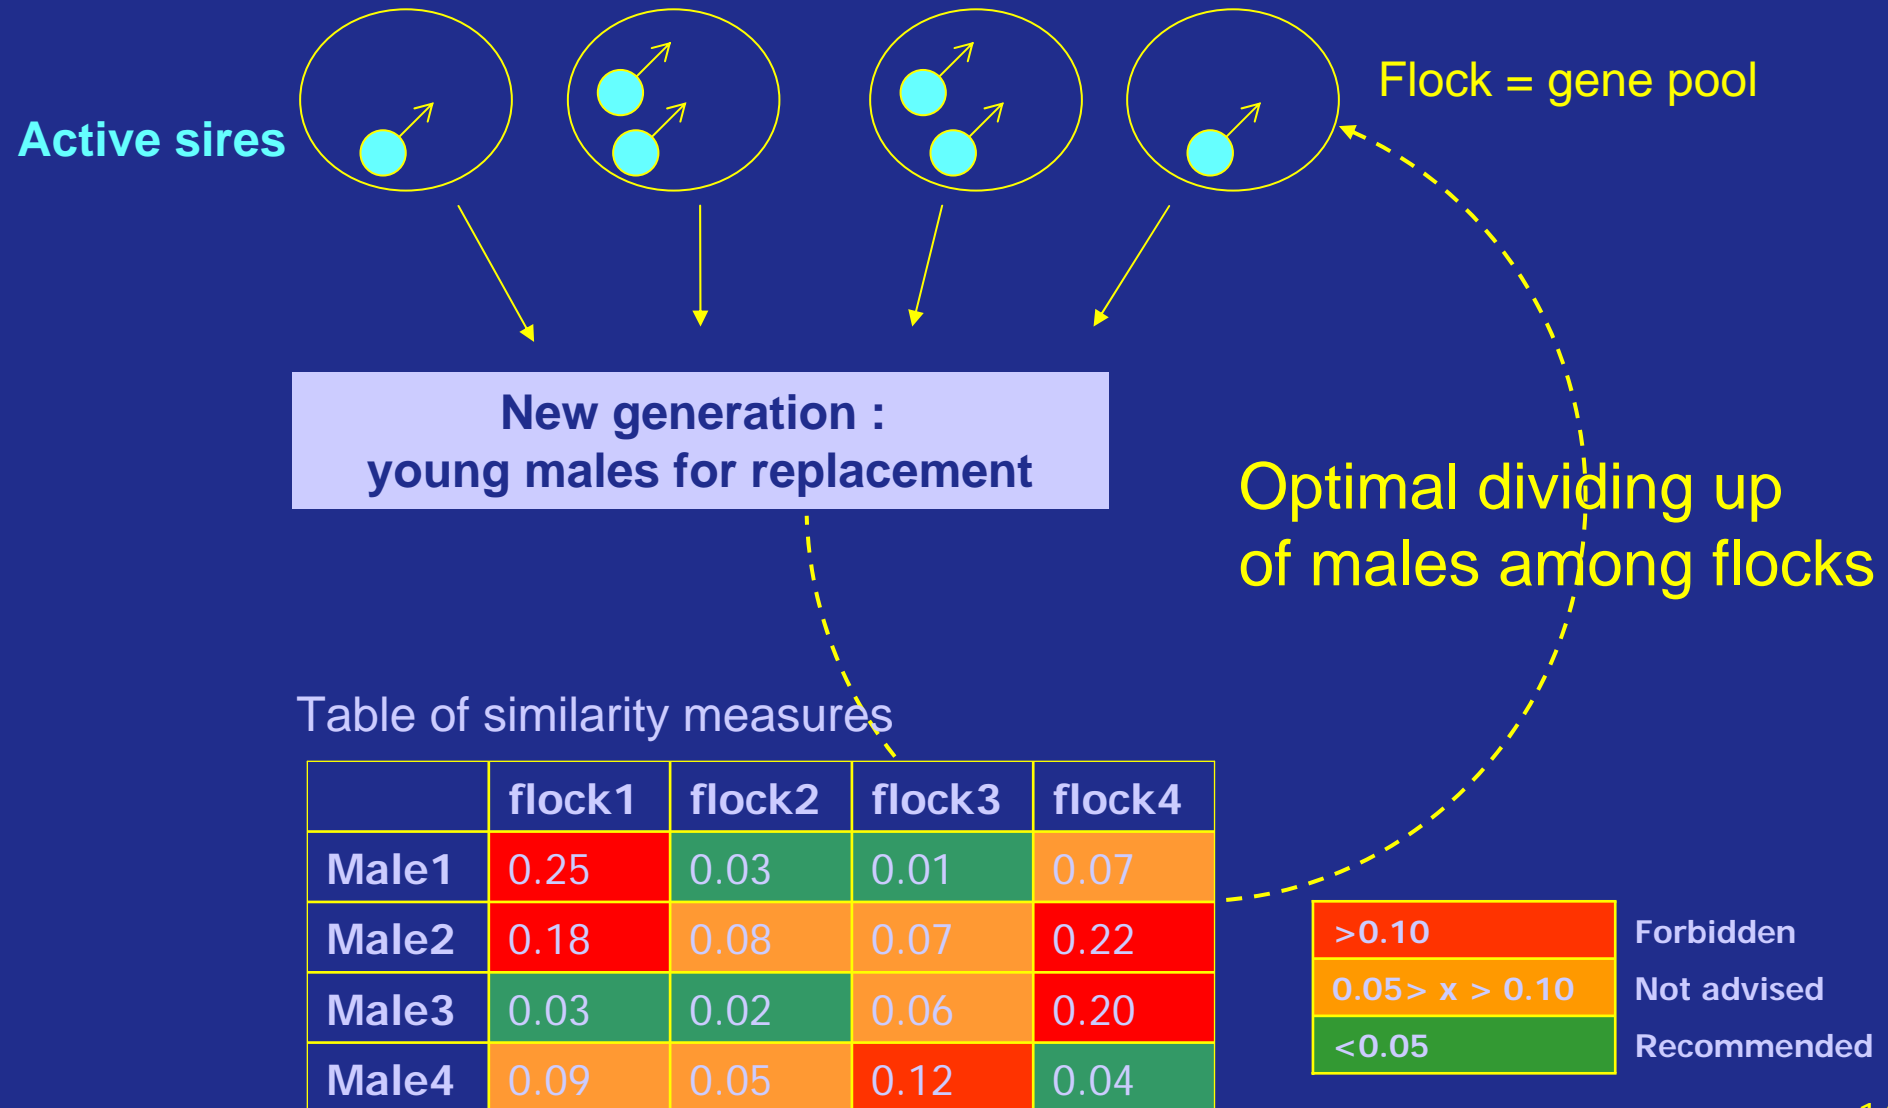 Flock = gene pool
Active sires
New generation :
young males for replacement
Optimal dividing up
of males among flocks
Table of similarity measures
flock1 flock2 flock3 flock4
Male1 0.25 0.03 0.01 0.07
Male2 0.18 0.08 0.07 0.22
Male3 0.03 0.02 0.06 0.20
Male4 0.09 0.05 0.12 0.04
>0.10 Forbidden
0.05> x > 0.10 Not advised
<0.05 Recommended